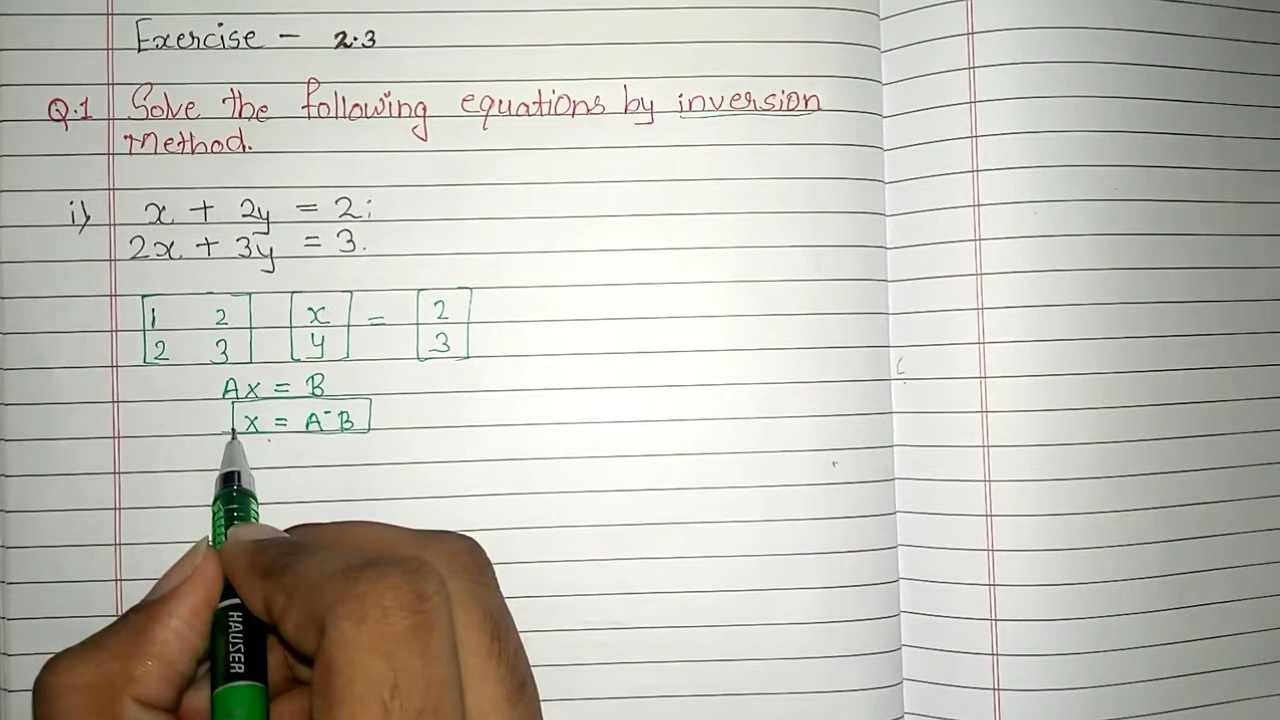 Exercise - 2.3
Q.1 Solve the following equations by inversion
Method.
i) x + 2y = 2;
2x + 3y = 3.
1 2 x = 2
2 3 y 3
Ax = B
x = A⁻B
HAUSER